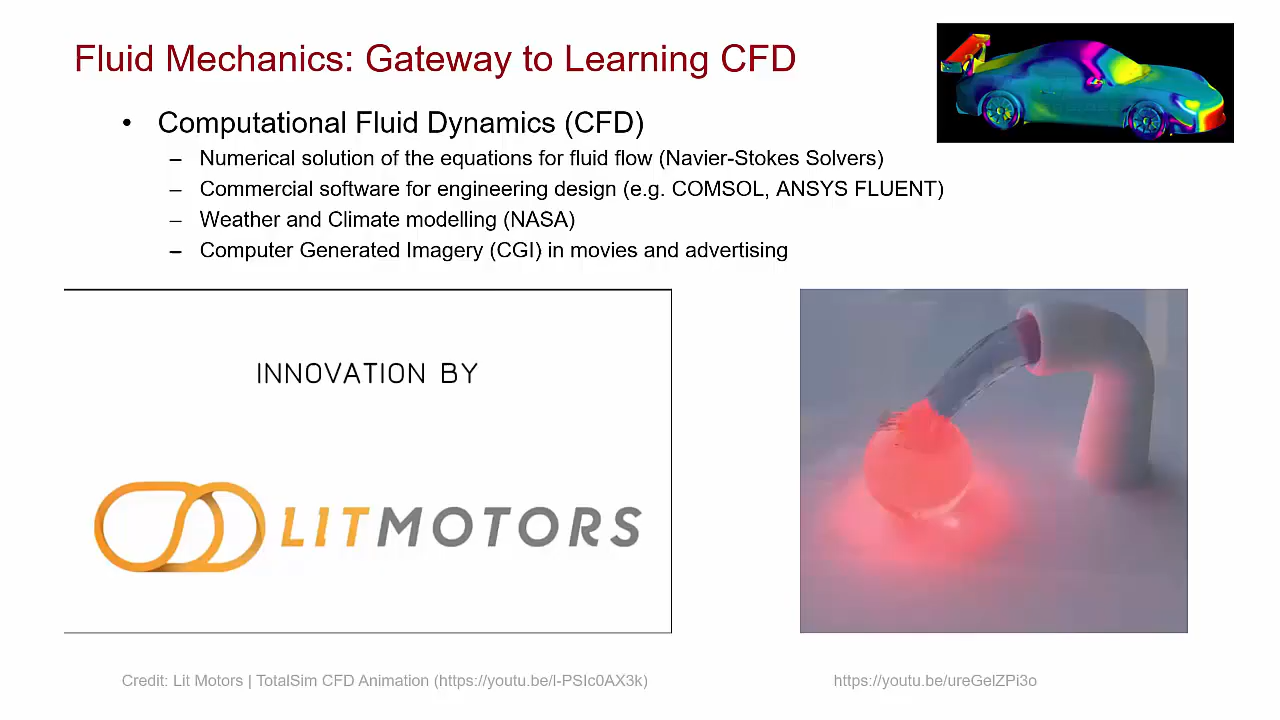 Fluid Mechanics: Gateway to Learning CFD
• Computational Fluid Dynamics (CFD)
– Numerical solution of the equations for fluid flow (Navier-Stokes Solvers)
– Commercial software for engineering design (e.g. COMSOL, ANSYS FLUENT)
– Weather and Climate modelling (NASA)
– Computer Generated Imagery (CGI) in movies and advertising
INNOVATION BY
LITMOTORS
Credit: Lit Motors | TotalSim CFD Animation (https://youtu.be/l-PSIc0AX3k)
https://youtu.be/ureGelZPi3o